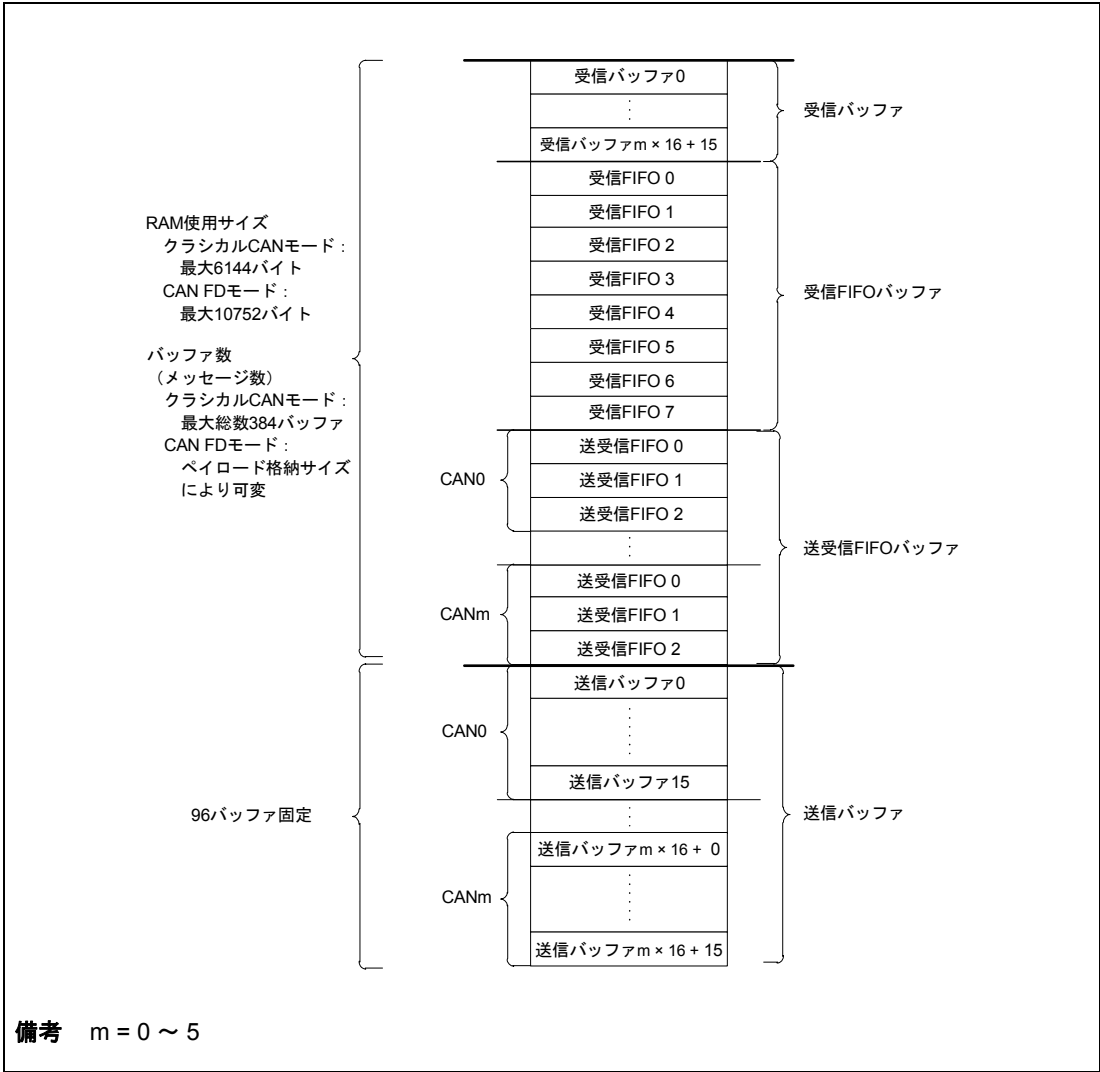 受信バッファ0
受信バッファm × 16 + 15
受信バッファ
受信FIFO 0
受信FIFO 1
受信FIFO 2
受信FIFO 3
受信FIFO 4
受信FIFO 5
受信FIFO 6
受信FIFO 7
受信FIFOバッファ
RAM使用サイズ
クラシカルCANモード：
最大6144バイト
CAN FDモード：
最大10752バイト
バッファ数
（メッセージ数）
クラシカルCANモード：
最大総数384バッファ
CAN FDモード：
ペイロード格納サイズ
により可変
CAN0
送受信FIFO 0
送受信FIFO 1
送受信FIFO 2
CANm
送受信FIFO 0
送受信FIFO 1
送受信FIFO 2
送受信FIFOバッファ
96バッファ固定
CAN0
送信バッファ0
送信バッファ15
CANm
送信バッファm × 16 + 0
送信バッファm × 16 + 15
送信バッファ
備考 m = 0 ～ 5